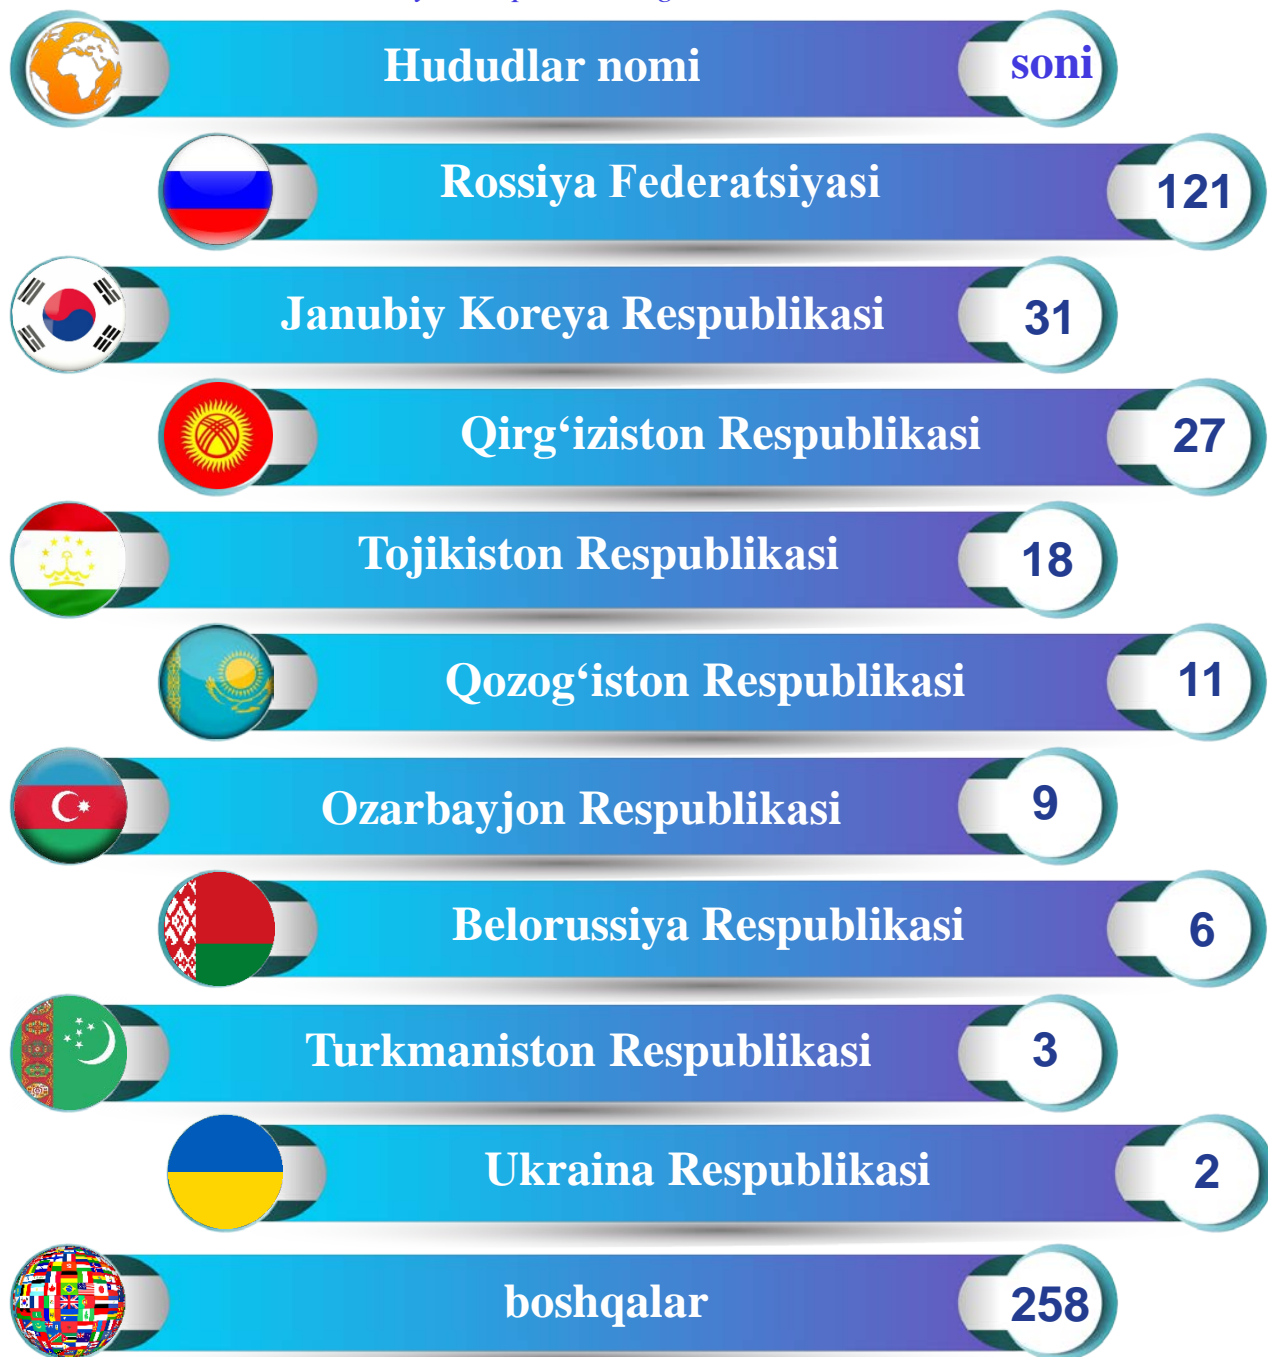 Hududlar nomi soni
Rossiya Federatsiyasi 121
Janubiy Koreya Respublikasi 31
Qirg‘iziston Respublikasi 27
Tojikiston Respublikasi 18
Qozog‘iston Respublikasi 11
Ozarbayjon Respublikasi 9
Belorussiya Respublikasi 6
Turkmaniston Respublikasi 3
Ukraina Respublikasi 2
boshqalar 258